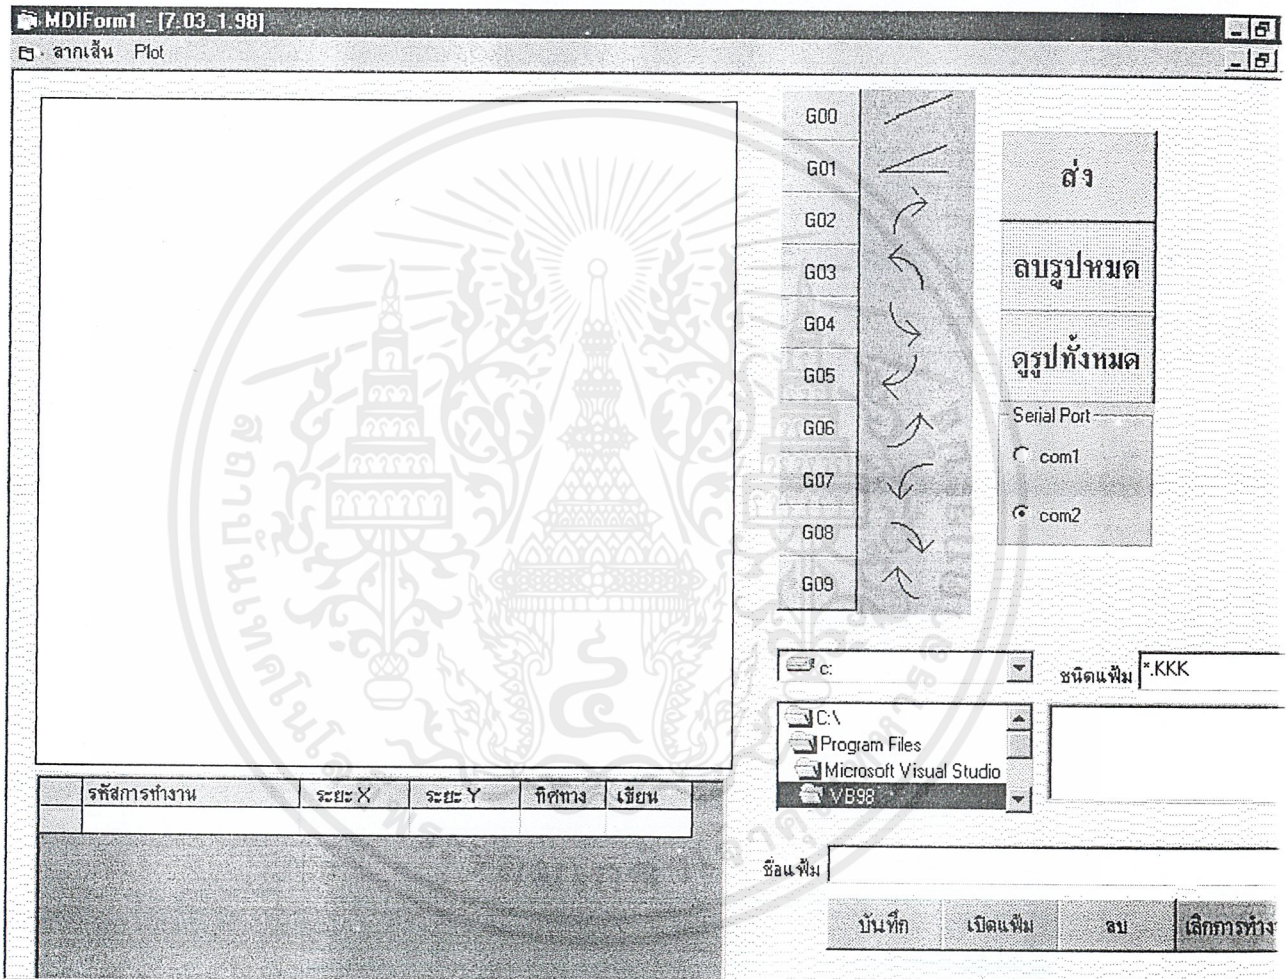 MDIForm1 - [7.03_1.98]
ลากเส้น Plot
G00
G01
G02
G03
G04
G05
G06
G07
G08
G09
ส่ง
ลบรูปหมด
ดูรูปทั้งหมด
Serial Port
com1
com2
c:
ชนิดแฟ้ม *.KKK
C:\
Program Files
Microsoft Visual Studio
VB98
รหัสการทำงาน ระยะ X ระยะ Y ทิศทาง เขียน
ชื่อแฟ้ม
บันทึก เปิดแฟ้ม ลบ เลิกการทำงา